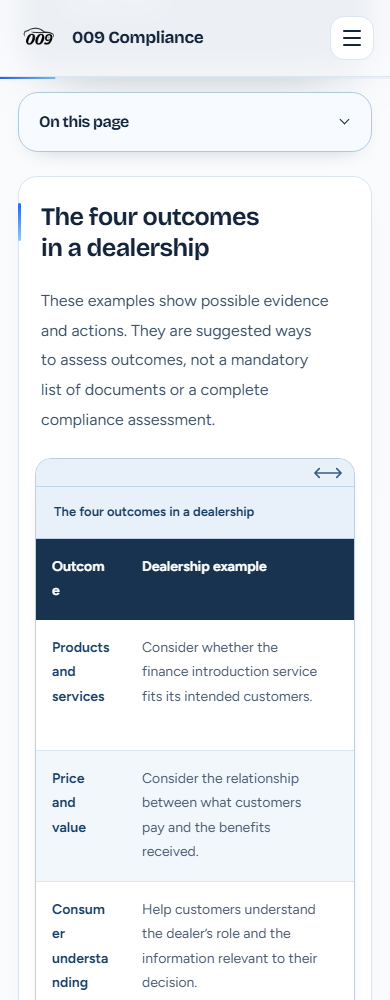 009
009 Compliance
On this page
The four outcomes
in a dealership
These examples show possible evidence
and actions. They are suggested ways
to assess outcomes, not a mandatory
list of documents or a complete
compliance assessment.
The four outcomes in a dealership
Outcom
e
Dealership example
Products
and
services
Consider whether the
finance introduction service
fits its intended customers.
Price
and
value
Consider the relationship
between what customers
pay and the benefits
received.
Consum
er
understa
nding
Help customers understand
the dealer's role and the
information relevant to their
decision.